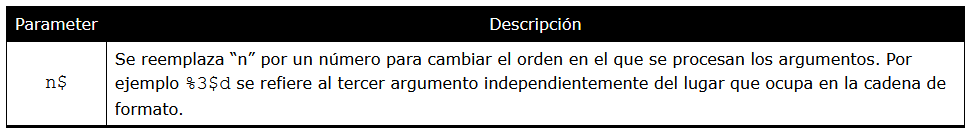 Parameter Descripción
Se reemplaza “n” por un número para cambiar el orden en el que se procesan los argumentos. Por
n$ ejemplo %3$d se refiere al tercer argumento independientemente del lugar que ocupa en la cadena de
formato.